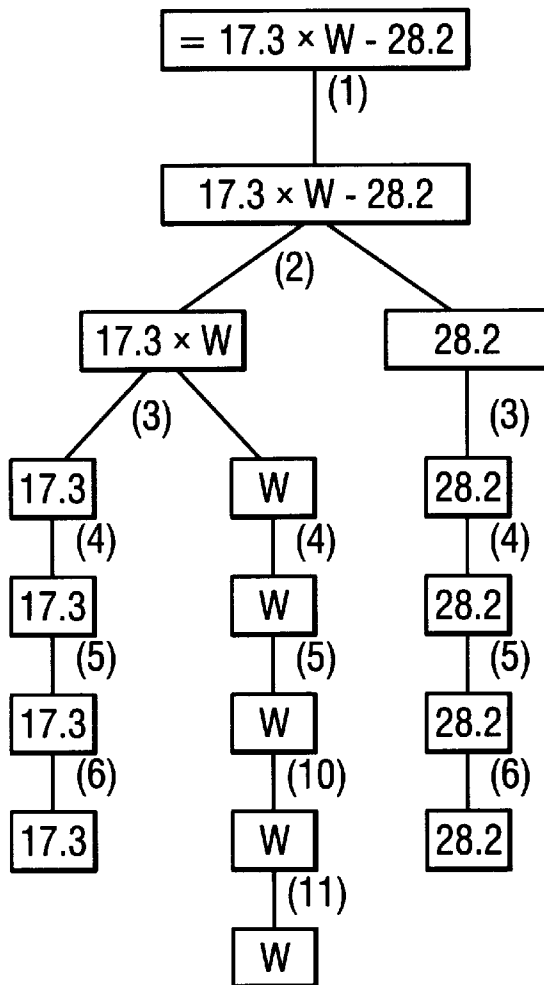 = 17.3 × W - 28.2
(1)
17.3 × W - 28.2
(2)
17.3 × W 28.2
(3) (3)
17.3 W 28.2
(4) (4) (4)
17.3 W 28.2
(5) (5) (5)
17.3 W 28.2
(6) (10) (6)
17.3 W 28.2
(11)
W